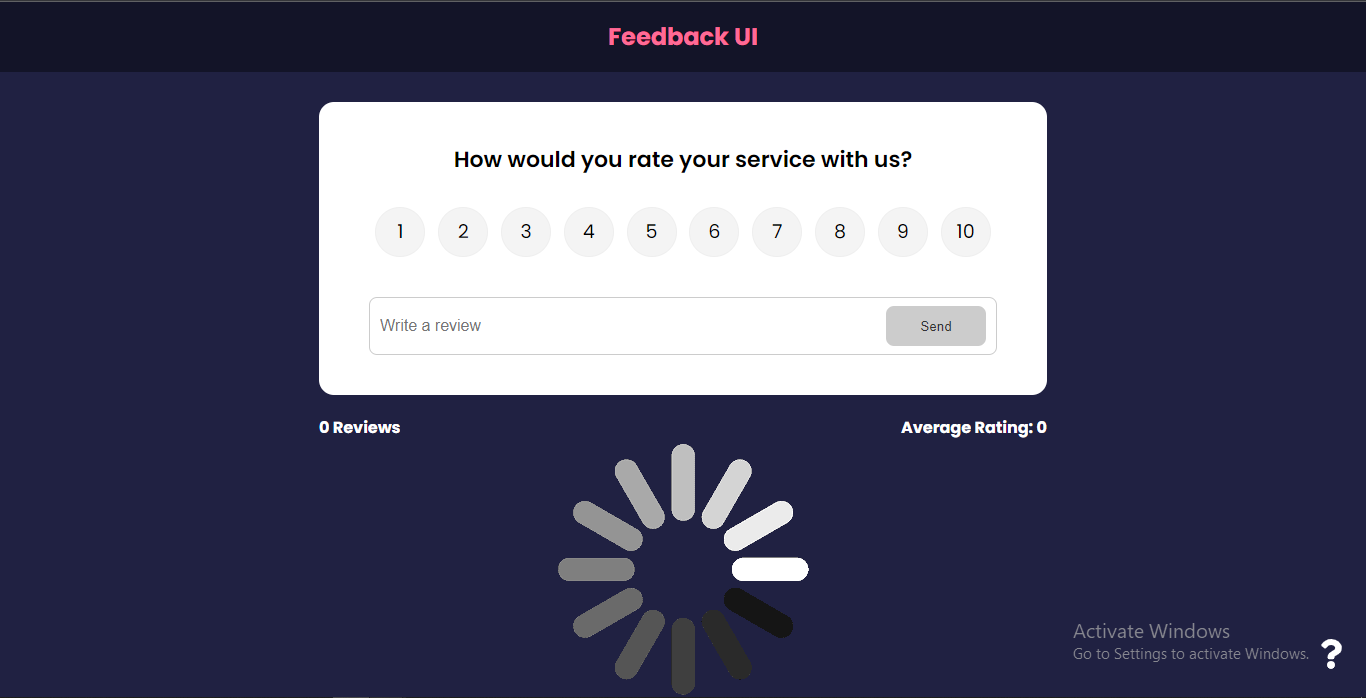 Feedback UI
How would you rate your service with us?
1 2 3 4 5 6 7 8 9 10
Write a review
Send
0 Reviews
Average Rating: 0
Activate Windows
Go to Settings to activate Windows.
?